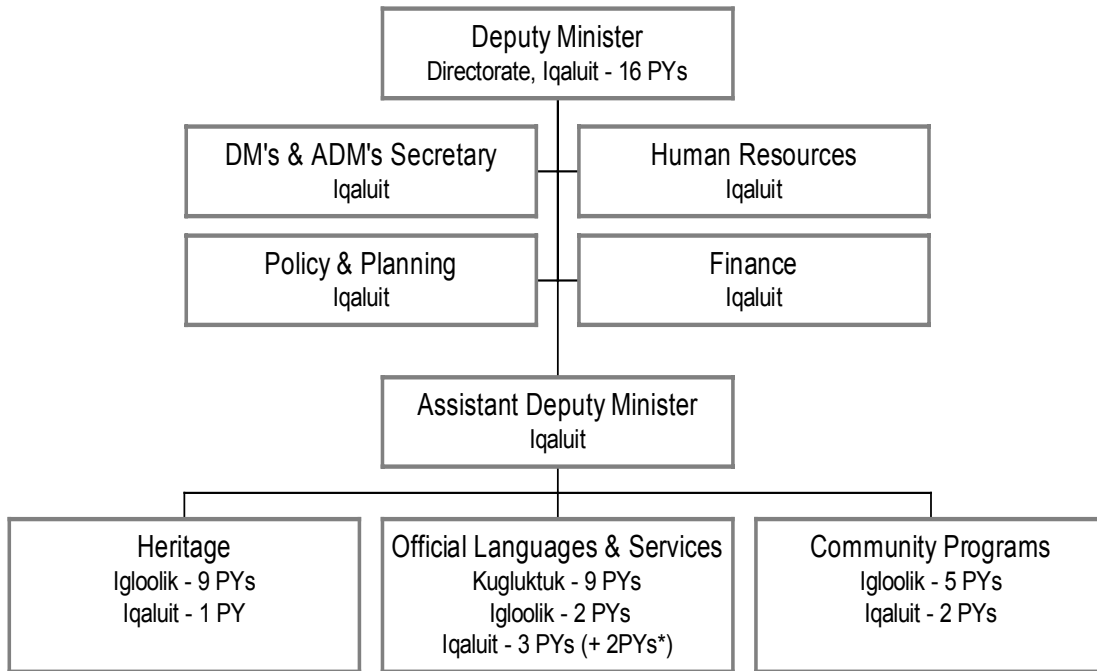 Deputy Minister
Directorate, Iqaluit - 16 PYs
DM's & ADM's Secretary
Iqaluit
Human Resources
Iqaluit
Policy & Planning
Iqaluit
Finance
Iqaluit
Assistant Deputy Minister
Iqaluit
Heritage
Igloolik - 9 PYs
Iqaluit - 1 PY
Official Languages & Services
Kugluktuk - 9 PYs
Igloolik - 2 PYs
Iqaluit - 3 PYs (+ 2PYs*)
Community Programs
Igloolik - 5 PYs
Iqaluit - 2 PYs